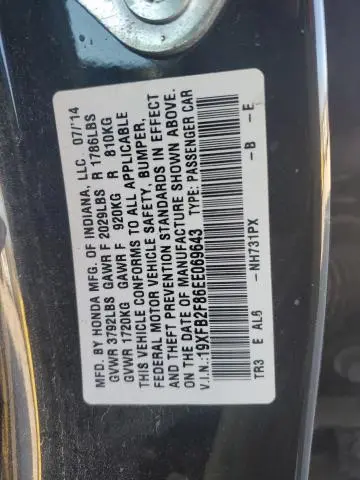 MFD. BY HONDA MFG. OF INDIANA, LLC. 07/'14
GVWR 3792LBS GAWR F 2029LBS R 1786LBS
GVWR 1720KG GAWR F 920KG R 810KG
THIS VEHICLE CONFORMS TO ALL APPLICABLE
FEDERAL MOTOR VEHICLE SAFETY, BUMPER,
AND THEFT PREVENTION STANDARDS IN EFFECT
ON THE DATE OF MANUFACTURE SHOWN ABOVE.
V.I.N.:19XFB2F86EE069643 TYPE: PASSENGER CAR
TR3 E AL6 -NH731PX -B -E